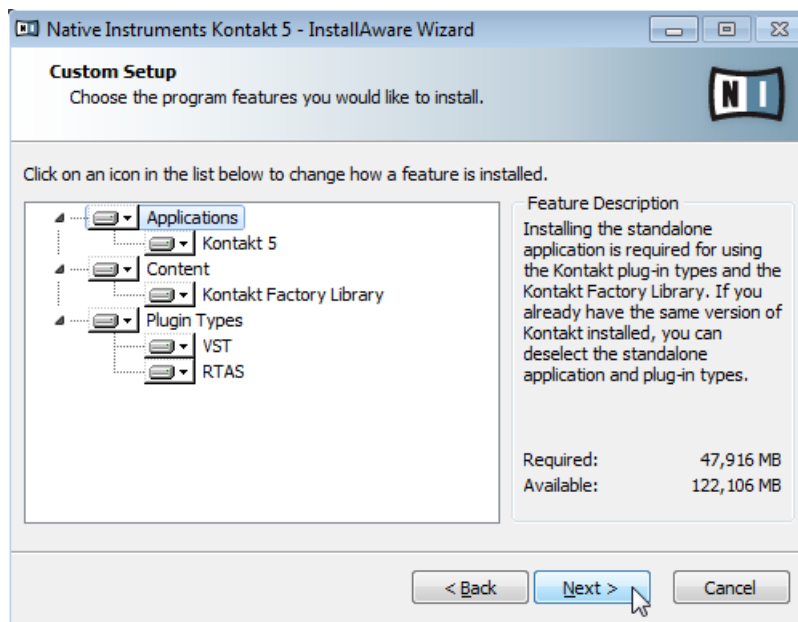 Native Instruments Kontakt 5 - InstallAware Wizard
Custom Setup
Choose the program features you would like to install.
N I
Click on an icon in the list below to change how a feature is installed.
Applications
Kontakt 5
Content
Kontakt Factory Library
Plugin Types
VST
RTAS
Feature Description
Installing the standalone
application is required for using
the Kontakt plug-in types and the
Kontakt Factory Library. If you
already have the same version of
Kontakt installed, you can
deselect the standalone
application and plug-in types.
Required: 47,916 MB
Available: 122,106 MB
< Back Next > Cancel